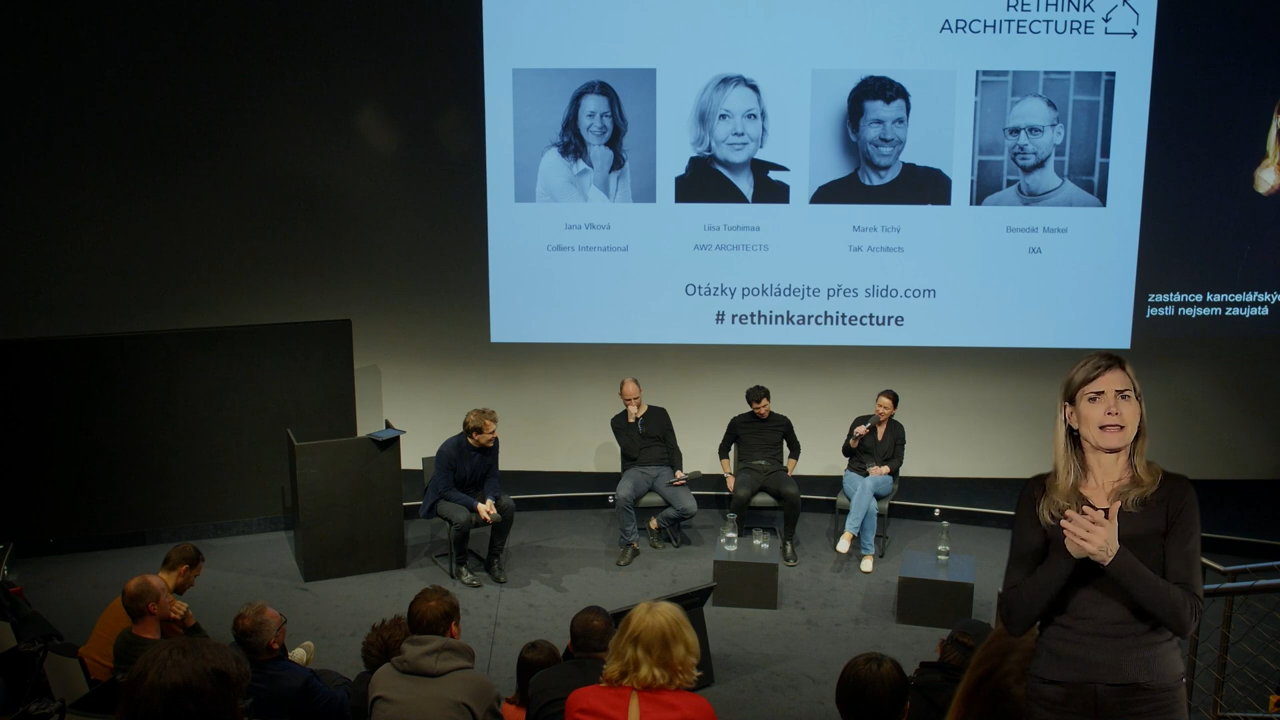 RETHINK
ARCHITECTURE
Jana Vlková
Colliers International
Liisa Tuohimaa
AW2 ARCHITECTS
Marek Tichý
TaK Architects
Benedikt Markel
IXA
Otázky pokládejte přes slido.com
# rethinkarchitecture
zastánce kancelářský
jestli nejsem zaujatá